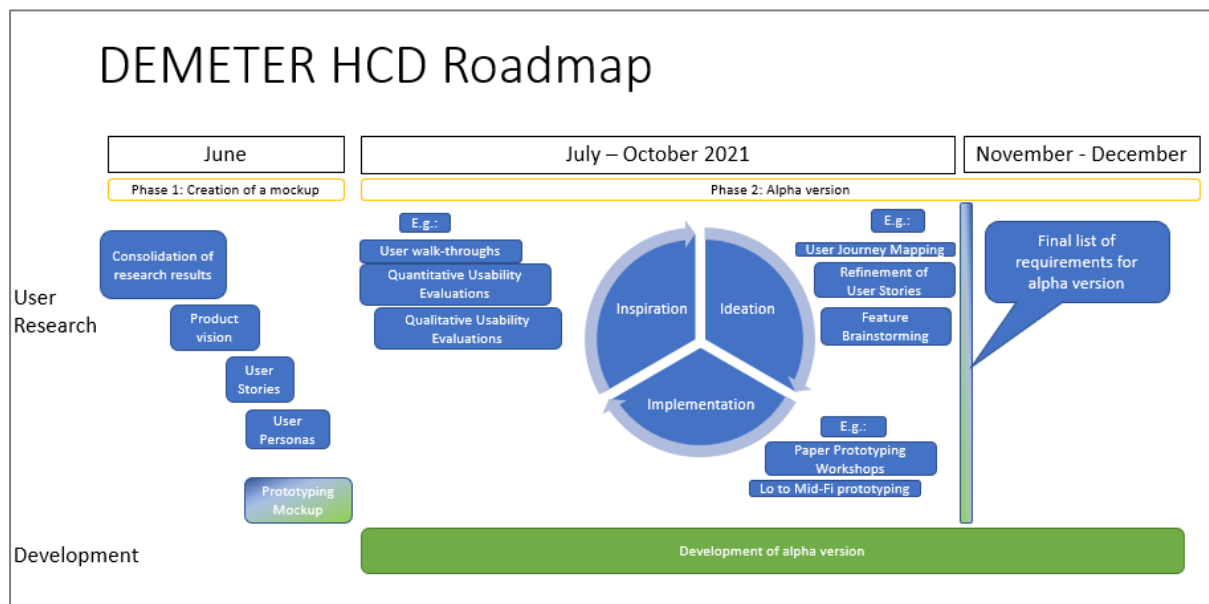 DEMETER HCD Roadmap
June
July – October 2021
November - December
Phase 1: Creation of a mockup
Phase 2: Alpha version
User
Research
Consolidation of
research results
Product
vision
User
Stories
User
Personas
Prototyping
Mockup
E.g.:
User walk-throughs
Quantitative Usability
Evaluations
Qualitative Usability
Evaluations
Inspiration
Ideation
Implementation
E.g.:
User Journey Mapping
Refinement of
User Stories
Feature
Brainstorming
E.g.:
Paper Prototyping
Workshops
Lo to Mid-Fi prototyping
Final list of
requirements for
alpha version
Development
Development of alpha version